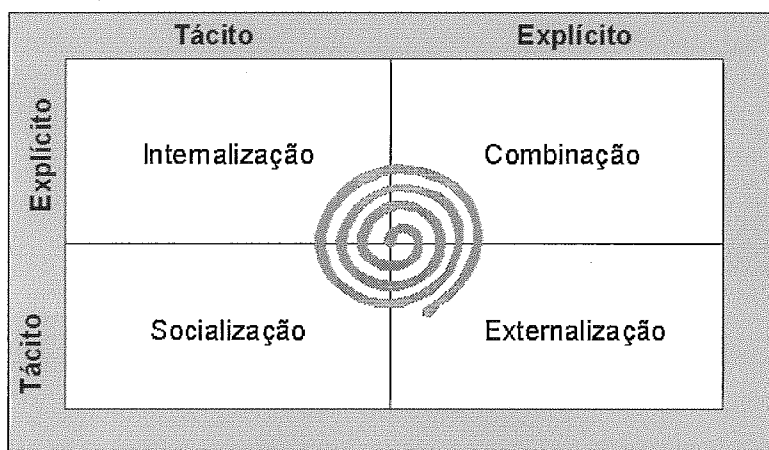 Tácito Explícito
Explícito
Internalização Combinação
Tácito
Socialização Externalização